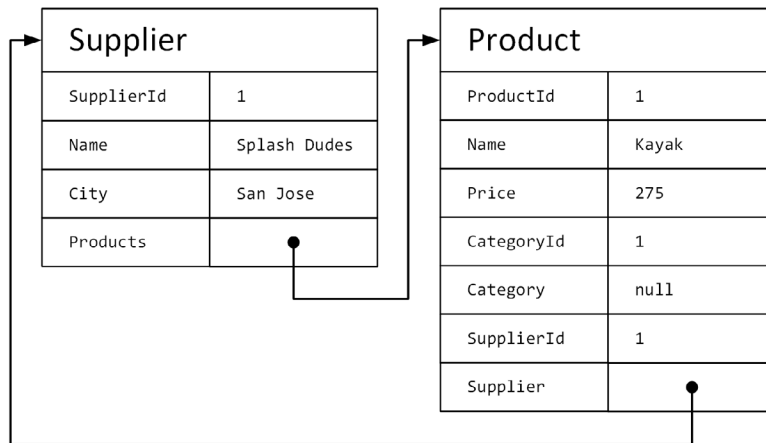 Supplier
SupplierId 1
Name Splash Dudes
City San Jose
Products
Product
ProductId 1
Name Kayak
Price 275
CategoryId 1
Category null
SupplierId 1
Supplier